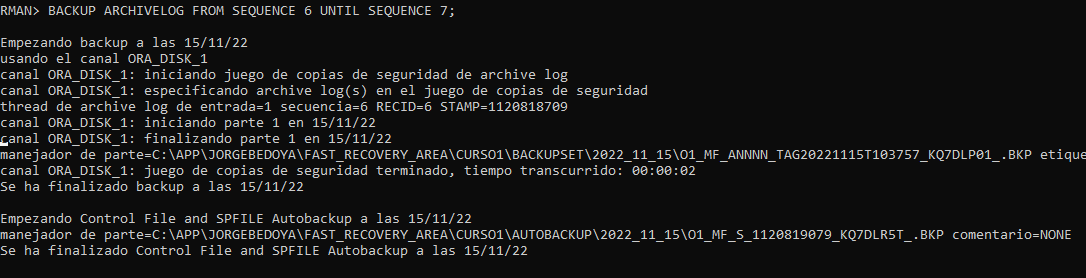 RMAN> BACKUP ARCHIVELOG FROM SEQUENCE 6 UNTIL SEQUENCE 7;
Empezando backup a las 15/11/22
usando el canal ORA_DISK_1
canal ORA_DISK_1: iniciando juego de copias de seguridad de archive log
canal ORA_DISK_1: especificando archive log(s) en el juego de copias de seguridad
thread de archive log de entrada=1 secuencia=6 RECID=6 STAMP=1120818709
canal ORA_DISK_1: iniciando parte 1 en 15/11/22
canal ORA_DISK_1: finalizando parte 1 en 15/11/22
manejador de parte=C:\APP\JORGEBEDOYA\FAST_RECOVERY_AREA\CURSO1\BACKUPSET\2022_11_15\O1_MF_ANNNN_TAG20221115T103757_KQ7DLP01_.BKP etique
canal ORA_DISK_1: juego de copias de seguridad terminado, tiempo transcurrido: 00:00:02
Se ha finalizado backup a las 15/11/22
Empezando Control File and SPFILE Autobackup a las 15/11/22
manejador de parte=C:\APP\JORGEBEDOYA\FAST_RECOVERY_AREA\CURSO1\AUTOBACKUP\2022_11_15\O1_MF_S_1120819079_KQ7DLR5T_.BKP comentario=NONE
Se ha finalizado Control File and SPFILE Autobackup a las 15/11/22